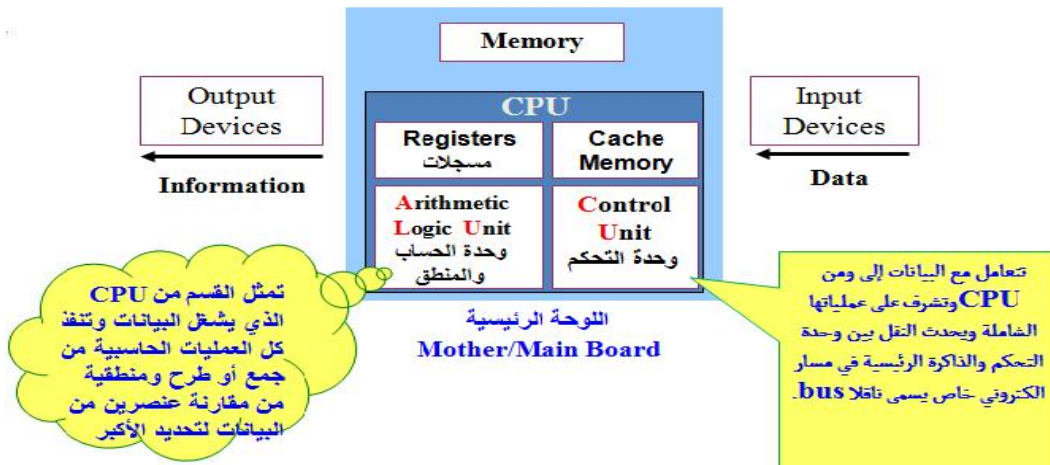 Memory
Output
Devices
Information
CPU
Registers
مسجلات
Cache
Memory
Arithmetic
Logic Unit
وحدة الحساب
والمنطق
Control
Unit
وحدة التحكم
Input
Devices
Data
اللوحة الرئيسية
Mother/Main Board
تمثل القسم من CPU
الذي يشغل البيانات وتنفذ
كل العمليات الحاسبية من
جمع أو طرح ومنطقية
من مقارنة عنصرين من
البيانات لتحديد الأكبر
تتعامل مع البيانات إلى ومن
CPU وتشرف على عملياتها
الشاملة ويحدث النقل بين وحدة
التحكم والذاكرة الرئيسية في مسار
الكتروني خاص يسمى ناقلا bus.